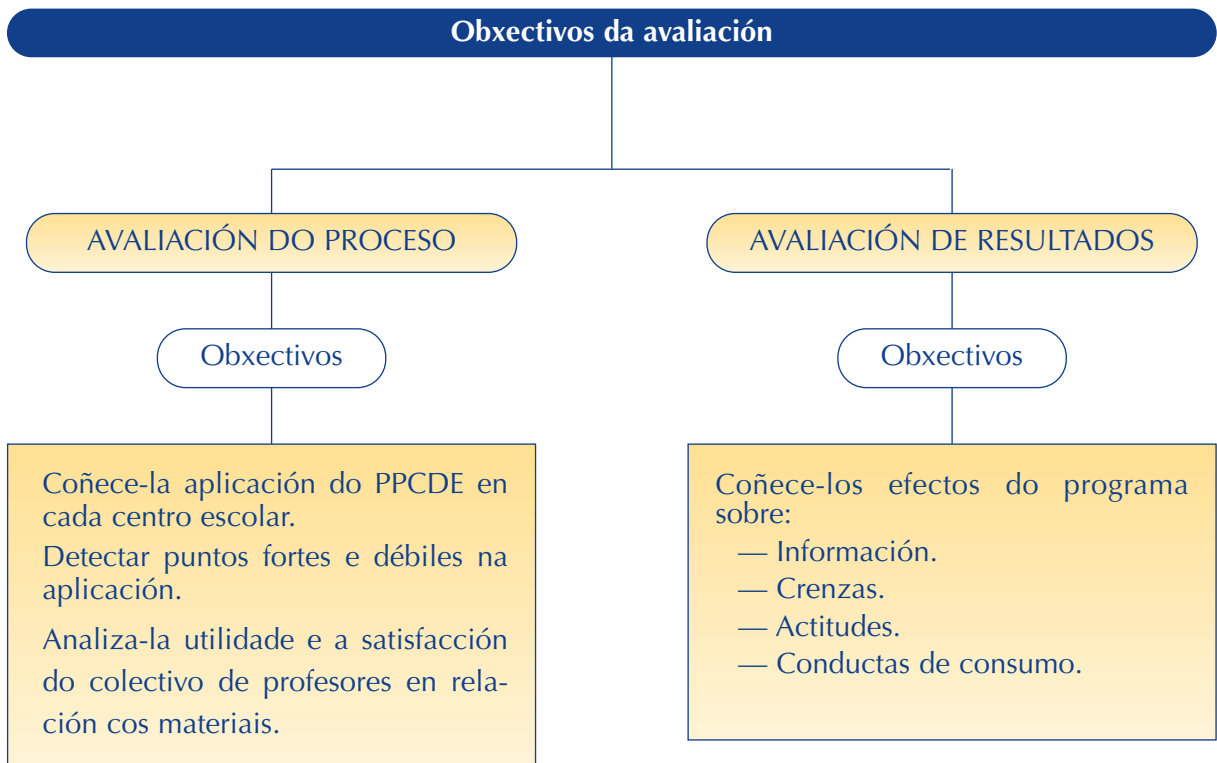 Obxectivos da avaliación
AVALIACIÓN DO PROCESO
Obxectivos
Coñece-la aplicación do PPCDE en
cada centro escolar.
Detectar puntos fortes e débiles na
aplicación.
Analiza-la utilidade e a satisfacción
do colectivo de profesores en rela-
ción cos materiais.
AVALIACIÓN DE RESULTADOS
Obxectivos
Coñece-los efectos do programa
sobre:
— Información.
— Crenzas.
— Actitudes.
— Conductas de consumo.